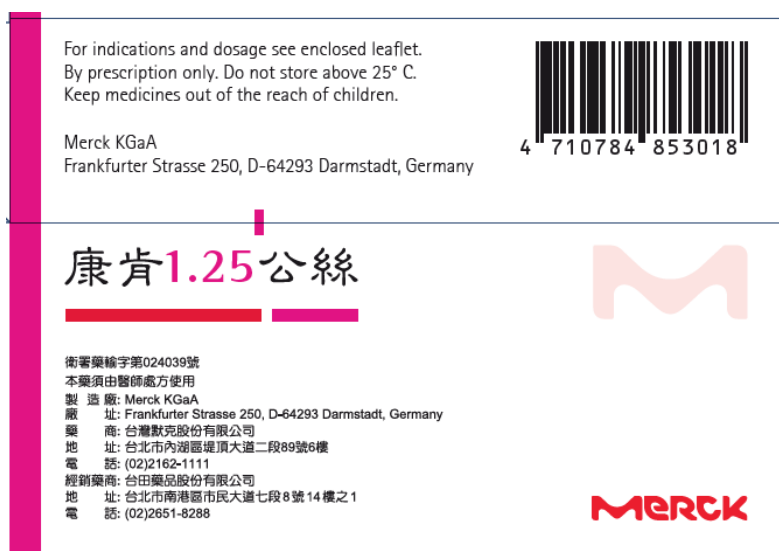 For indications and dosage see enclosed leaflet.
By prescription only. Do not store above 25° C.
Keep medicines out of the reach of children.
Merck KGaA
Frankfurter Strasse 250, D-64293 Darmstadt, Germany
4 710784 853018
康肯1.25公絲
衛署藥輸字第024039號
本藥須由醫師處方使用
製 造 廠: Merck KGaA
廠 址: Frankfurter Strasse 250, D-64293 Darmstadt, Germany
藥 商: 台灣默克股份有限公司
地 址: 台北市內湖區堤頂大道二段89號6樓
電 話: (02)2162-1111
經銷藥商: 台田藥品股份有限公司
地 址: 台北市南港區市民大道七段8號14樓之1
電 話: (02)2651-8288
MERCK